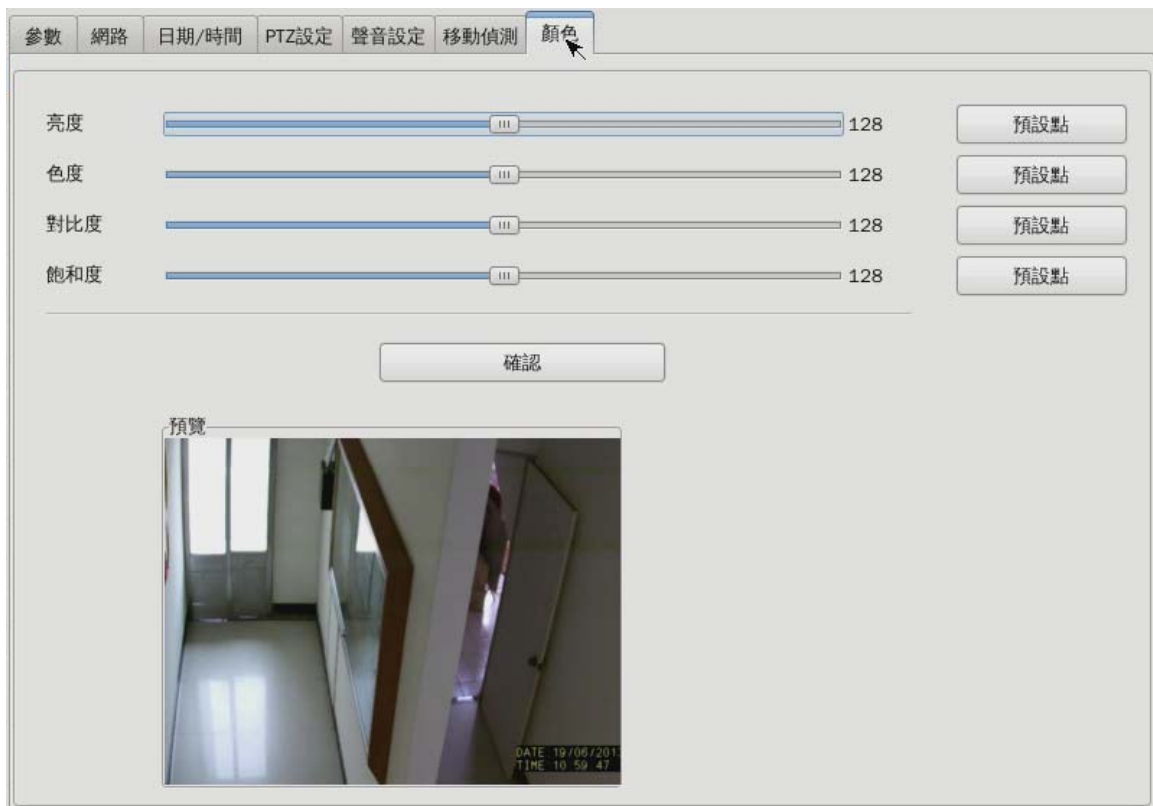 參數 網路 日期/時間 PTZ設定 聲音設定 移動偵測 顏色
亮度 128 預設點
色度 128 預設點
對比度 128 預設點
飽和度 128 預設點
確認
預覽
DATE 19/06/201
TIME 10 59 47